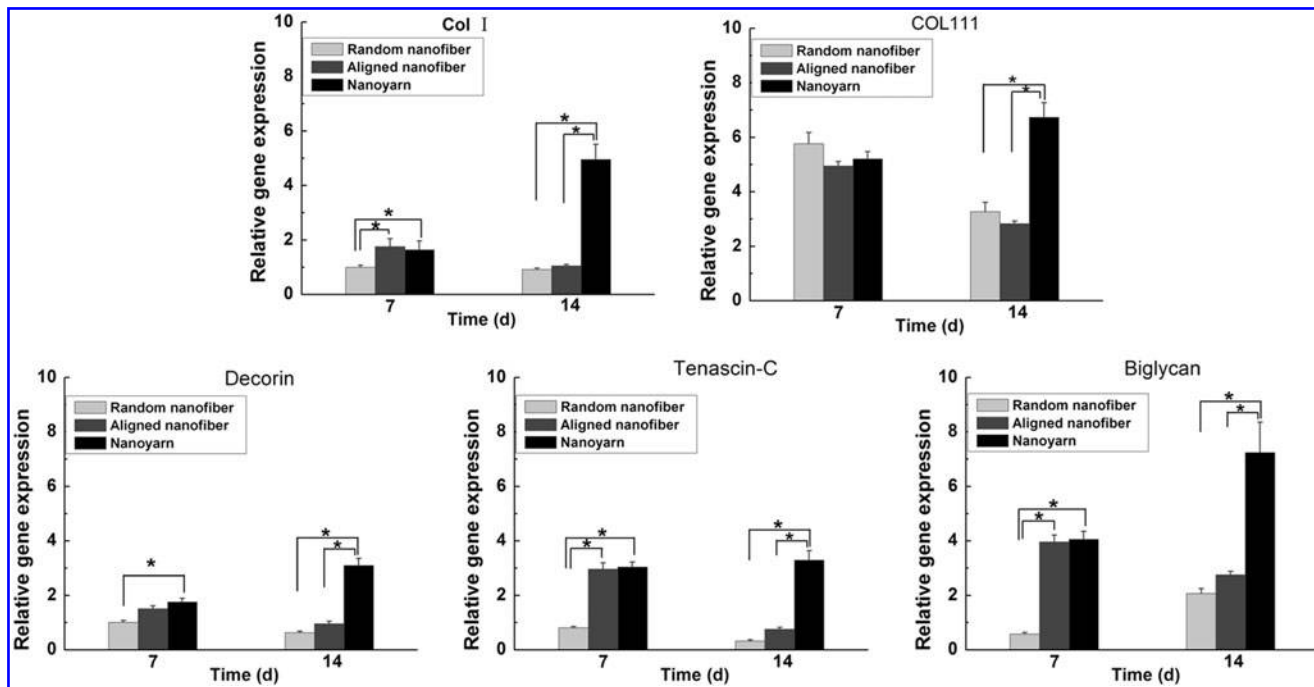 Col I
10
8
6
4
2
0
Relative gene expression
Random nanofiber
Aligned nanofiber
Nanoyarn
*
*
*
*
7
14
Time (d)
COL111
10
8
6
4
2
0
Relative gene expression
Random nanofiber
Aligned nanofiber
Nanoyarn
*
*
7
14
Time (d)
Decorin
10
8
6
4
2
0
Relative gene expression
Random nanofiber
Aligned nanofiber
Nanoyarn
*
*
*
7
14
Time (d)
Tenascin-C
10
8
6
4
2
0
Relative gene expression
Random nanofiber
Aligned nanofiber
Nanoyarn
*
*
*
*
7
14
Time (d)
Biglycan
10
8
6
4
2
0
Relative gene expression
Random nanofiber
Aligned nanofiber
Nanoyarn
*
*
*
*
7
14
Time (d)